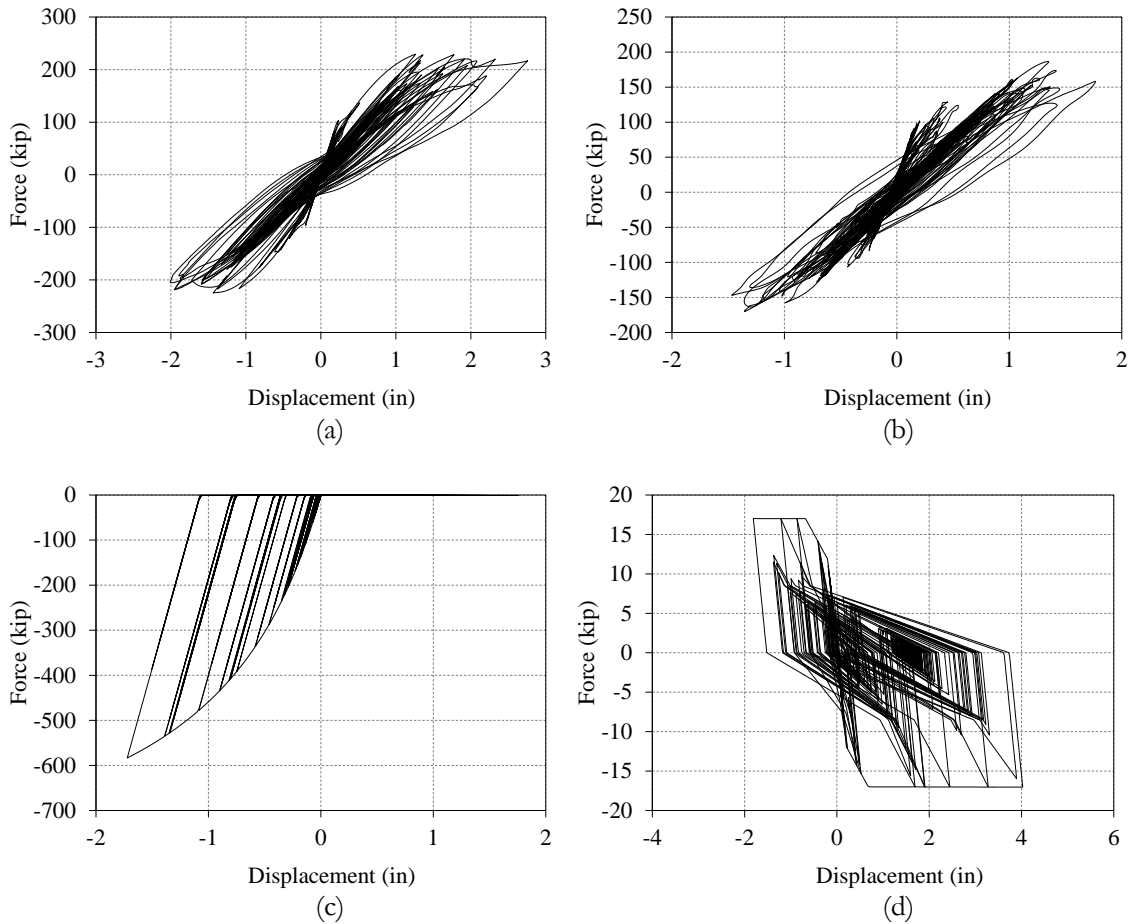 300
200
100
0
-100
-200
-300
-3 -2 -1 0 1 2 3
Force (kip)
Displacement (in)
(a)
250
200
150
100
50
0
-50
-100
-150
-200
-2 -1 0 1 2
Force (kip)
Displacement (in)
(b)
0
-100
-200
-300
-400
-500
-600
-700
-2 -1 0 1 2
Force (kip)
Displacement (in)
(c)
20
15
10
5
0
-5
-10
-15
-20
-4 -2 0 2 4 6
Force (kip)
Displacement (in)
(d)